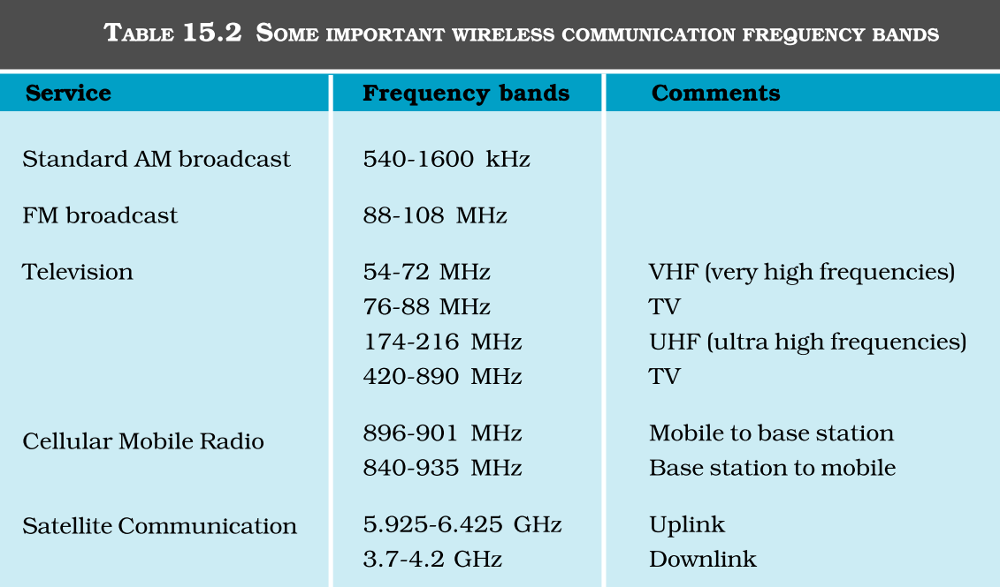 TABLE 15.2 SOME IMPORTANT WIRELESS COMMUNICATION FREQUENCY BANDS
Service Frequency bands Comments
Standard AM broadcast 540-1600 kHz
FM broadcast 88-108 MHz
Television 54-72 MHz VHF (very high frequencies)
76-88 MHz TV
174-216 MHz UHF (ultra high frequencies)
420-890 MHz TV
Cellular Mobile Radio 896-901 MHz Mobile to base station
840-935 MHz Base station to mobile
Satellite Communication 5.925-6.425 GHz Uplink
3.7-4.2 GHz Downlink